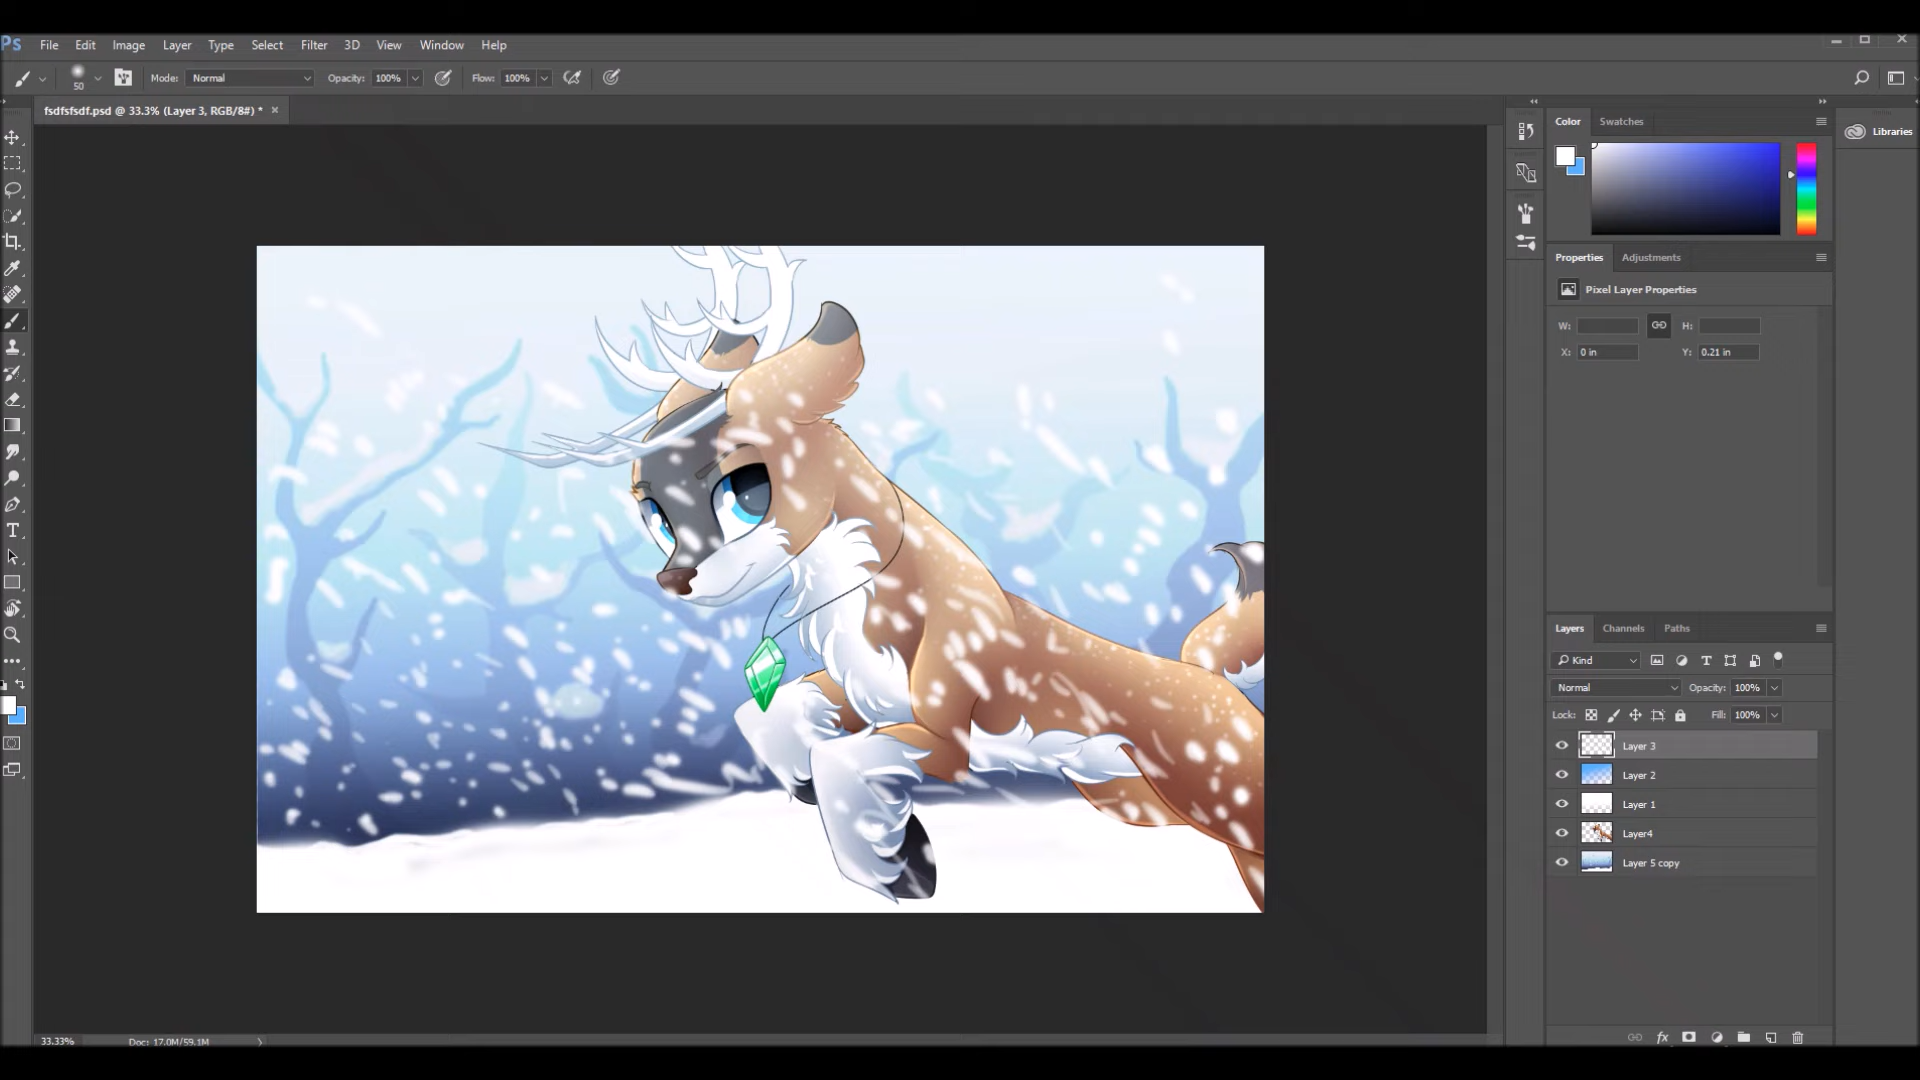 Ps File Edit Image Layer Type Select Filter 3D View Window Help
50 Mode: Normal Opacity: 100% Flow: 100%
fsdfsfsdf.psd @ 33.3% (Layer 3, RGB/8#) * ×
Color Swatches
Libraries
Properties Adjustments
Pixel Layer Properties
W: H:
X: 0 in Y: 0.21 in
Layers Channels Paths
Kind
Normal Opacity: 100%
Lock: Fill: 100%
Layer 3
Layer 2
Layer 1
Layer4
Layer 5 copy
fx
33.33% Doc: 17.0M/59.1M